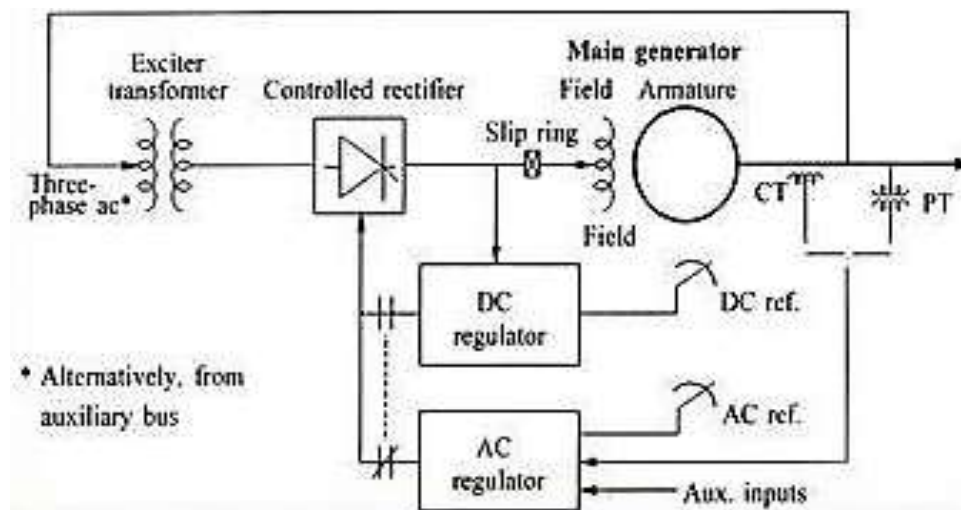 Main generator
Exciter
transformer
Controlled rectifier
Field
Armature
Slip ring
Three-
phase ac*
CT
PT
Field
DC
regulator
DC ref.
* Alternatively, from
auxiliary bus
AC
regulator
AC ref.
Aux. inputs